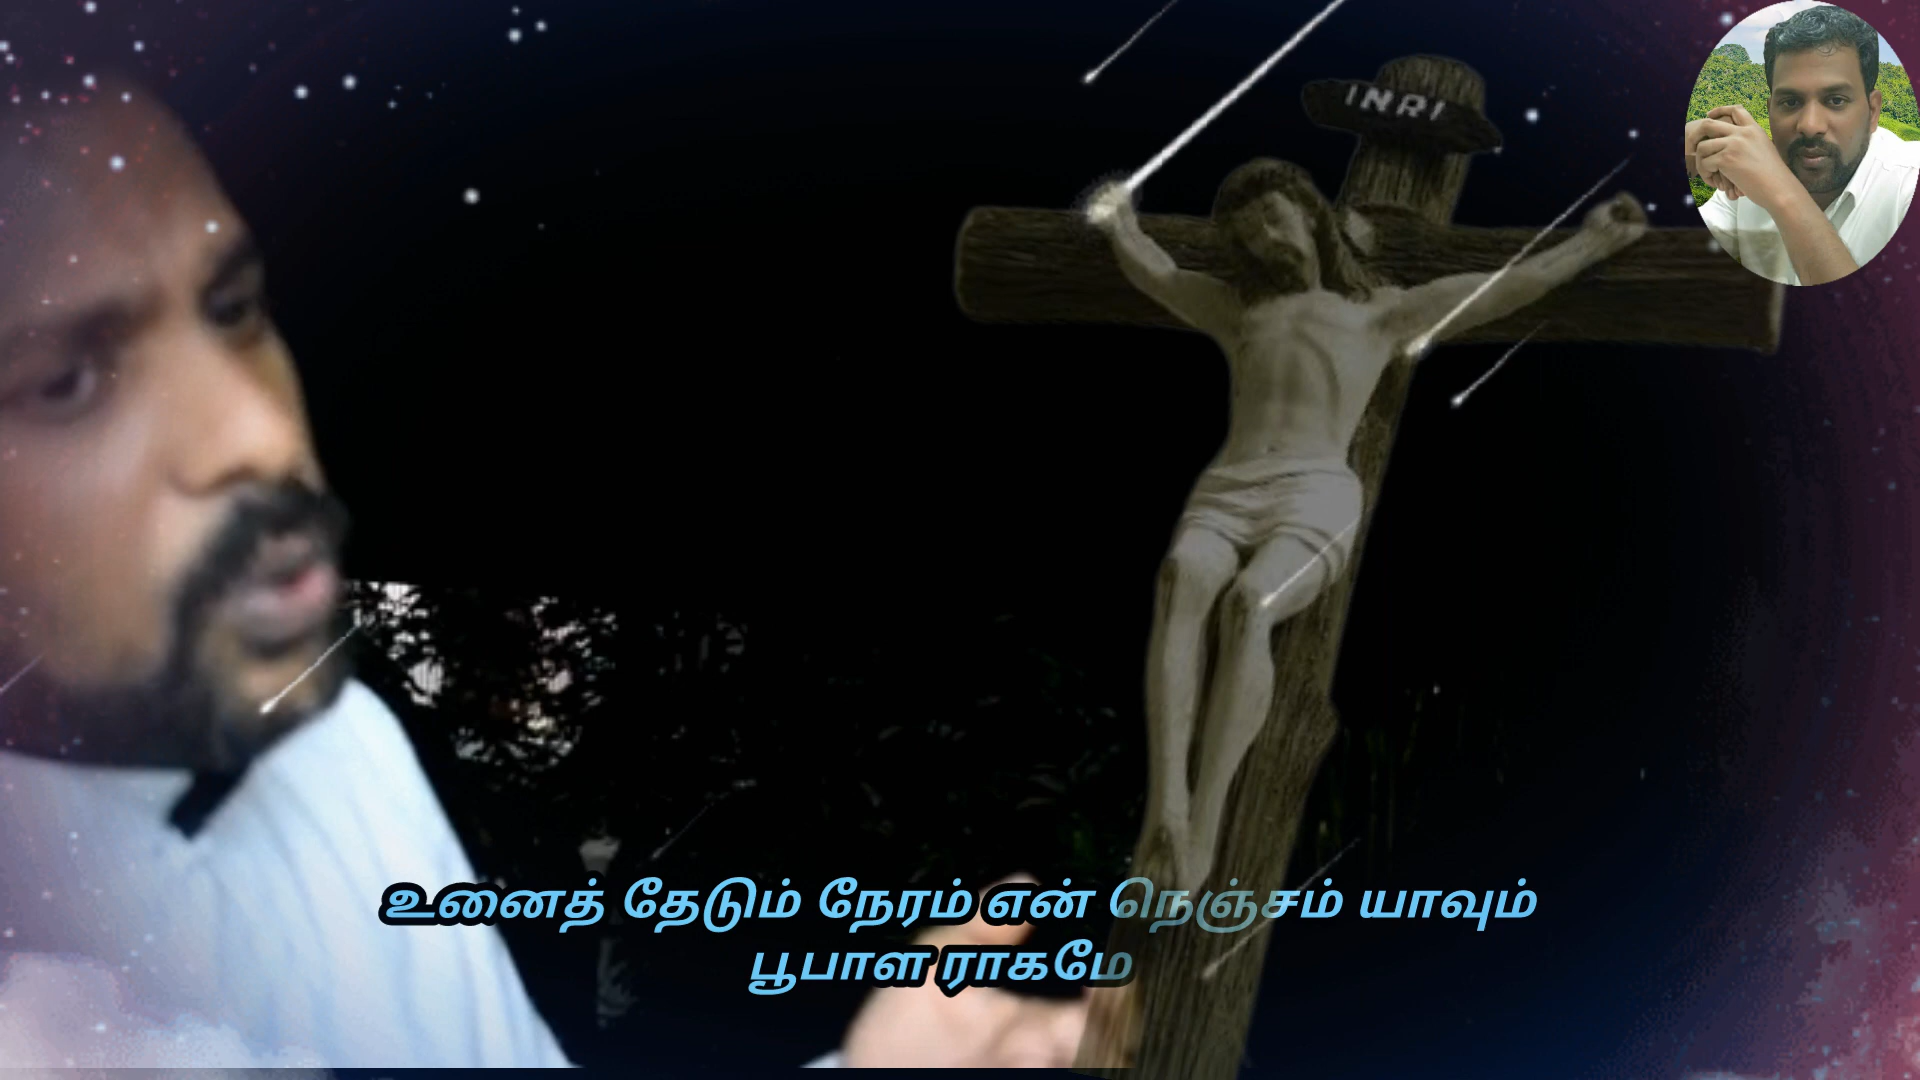 INRI
உனைத் தேடும் நேரம் என் நெஞ்சம் யாவும்
பூபாள ராகமே